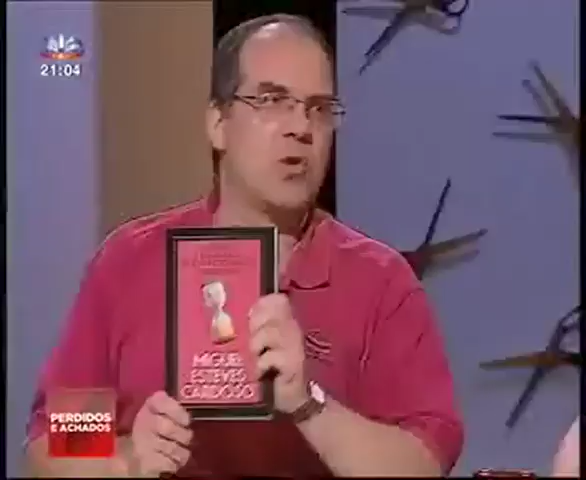 SIC
21:04
MIGUEL
ESTEVES
CARDOSO
PERDIDOS
E ACHADOS